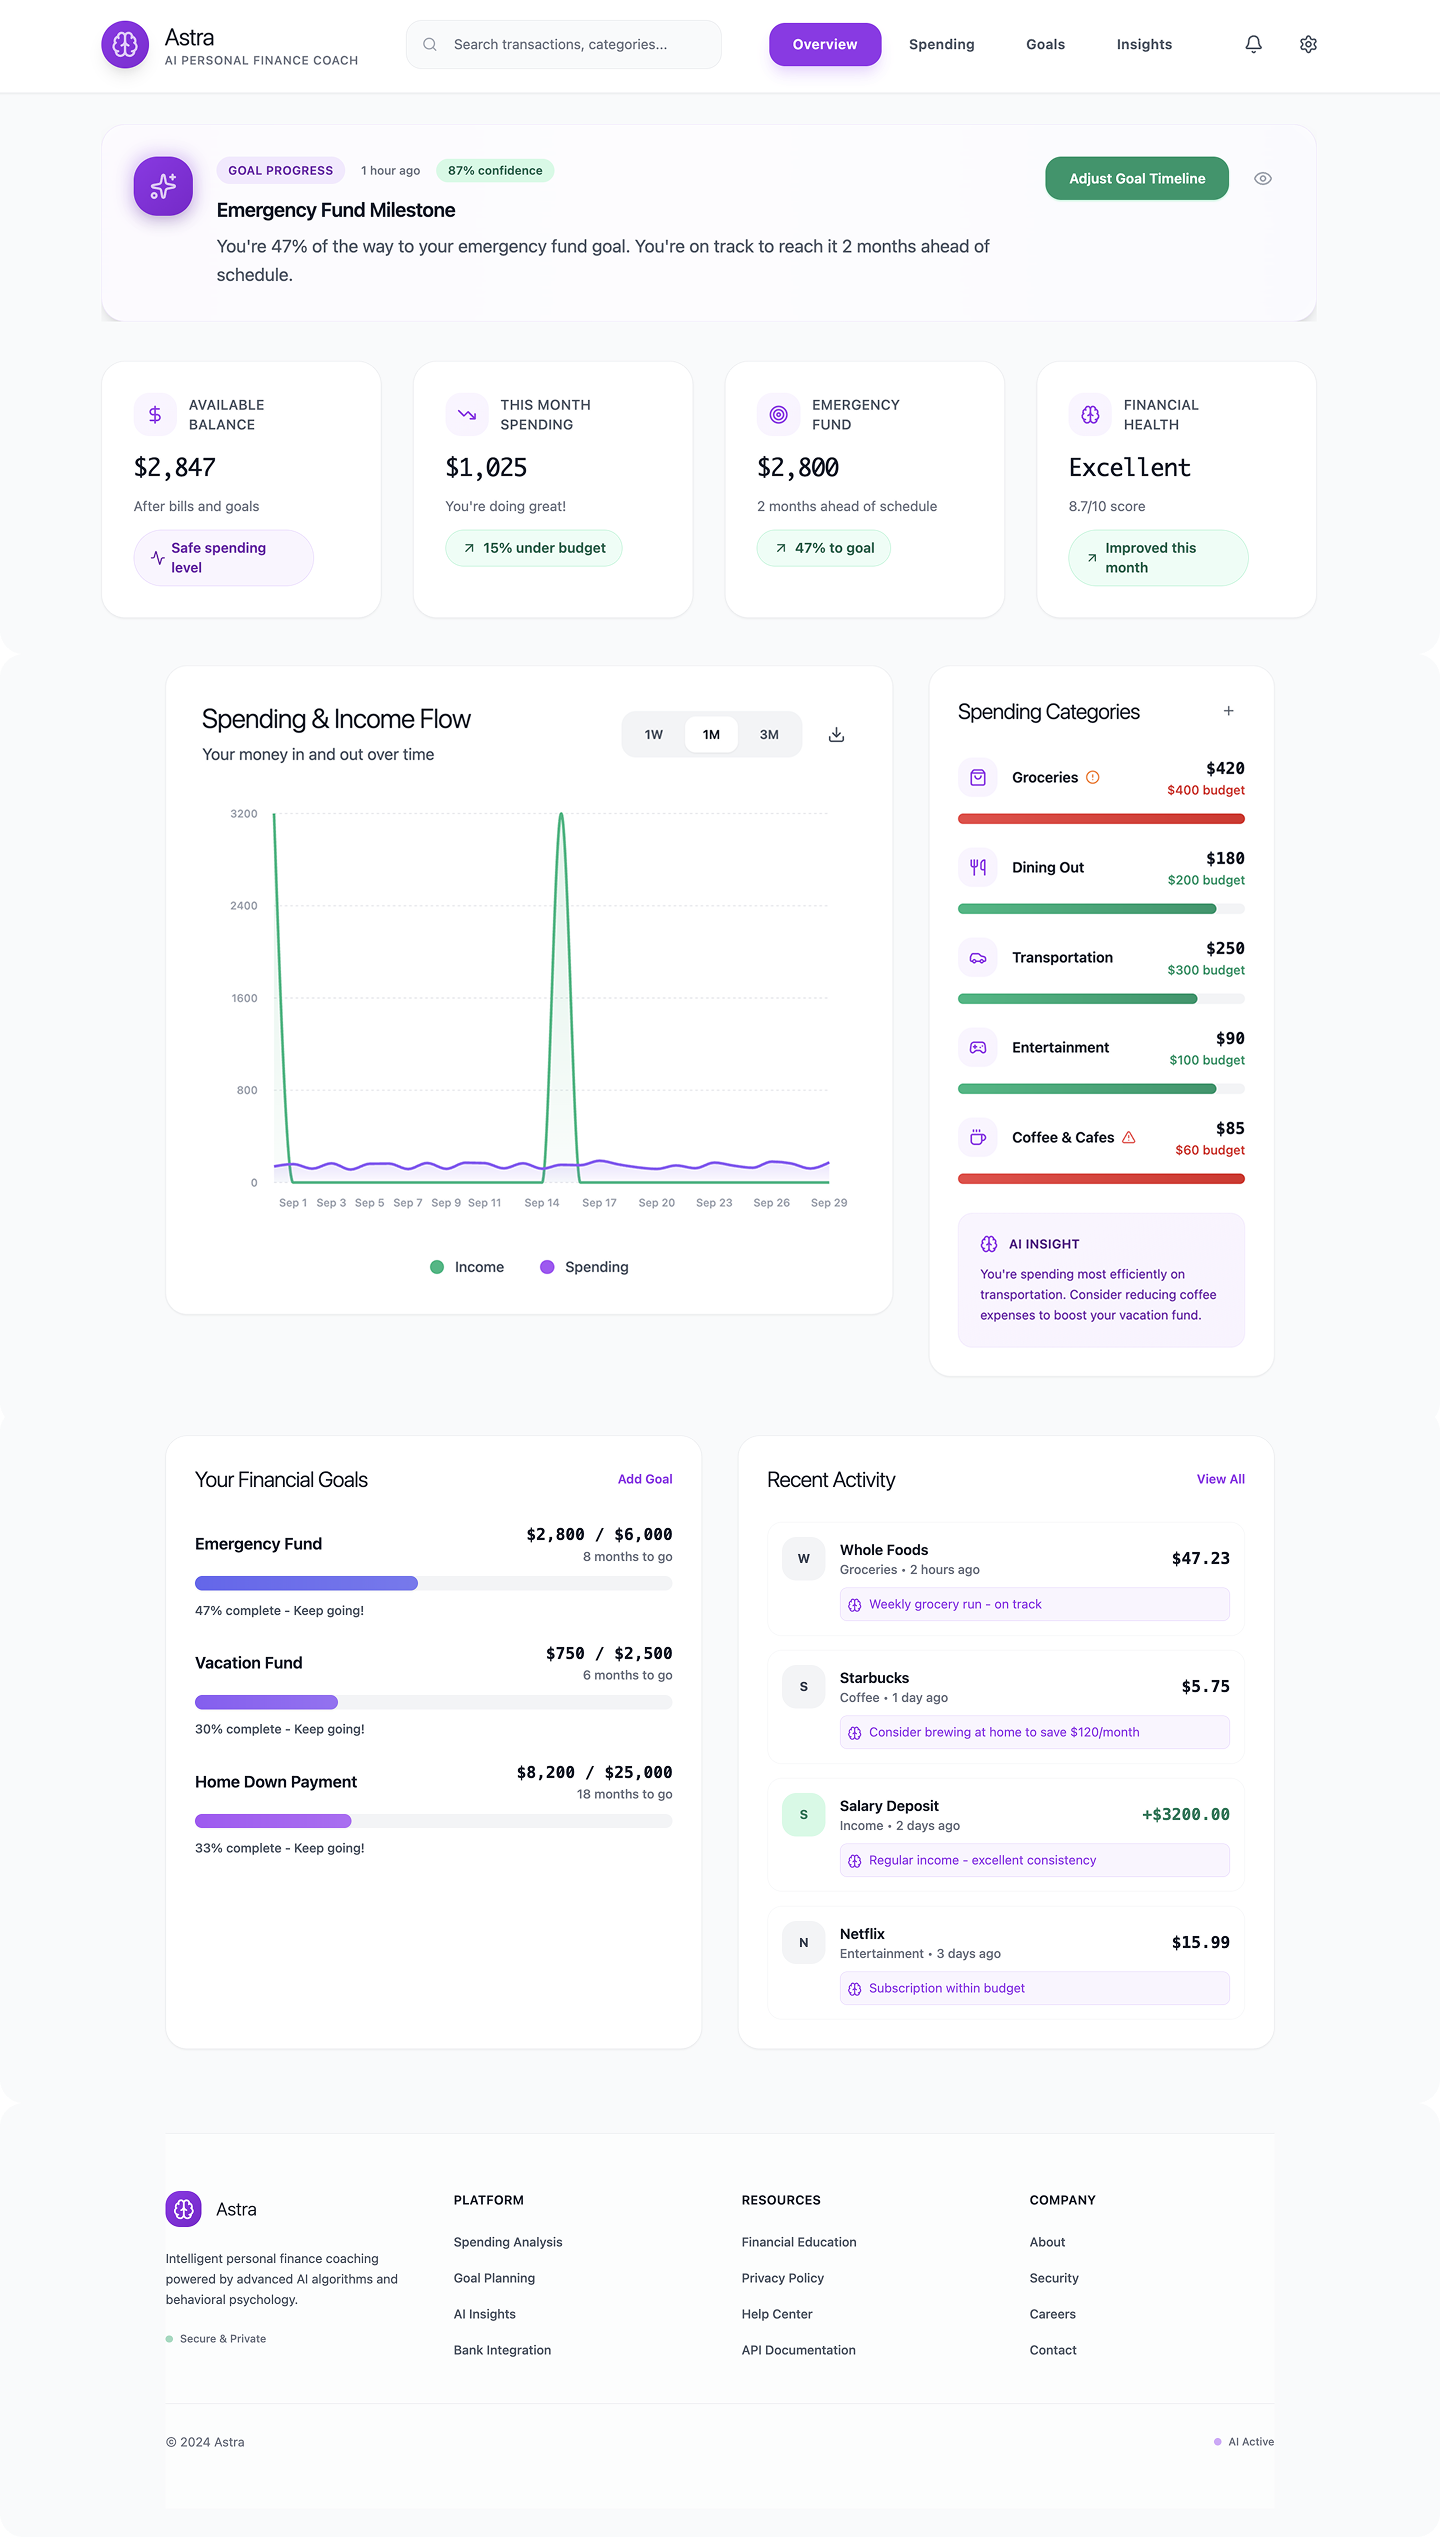 Astra
AI PERSONAL FINANCE COACH
Search transactions, categories...
Overview
Spending
Goals
Insights
GOAL PROGRESS
1 hour ago
87% confidence
Adjust Goal Timeline
Emergency Fund Milestone
You're 47% of the way to your emergency fund goal. You're on track to reach it 2 months ahead of
schedule.
AVAILABLE
BALANCE
$2,847
After bills and goals
Safe spending
level
THIS MONTH
SPENDING
$1,025
You're doing great!
15% under budget
EMERGENCY
FUND
$2,800
2 months ahead of schedule
47% to goal
FINANCIAL
HEALTH
Excellent
8.7/10 score
Improved this
month
Spending & Income Flow
Your money in and out over time
1W
1M
3M
3200
2400
1600
800
0
Sep 1
Sep 3
Sep 5
Sep 7
Sep 9
Sep 11
Sep 14
Sep 17
Sep 20
Sep 23
Sep 26
Sep 29
Income
Spending
Spending Categories
Groceries
$420
$400 budget
Dining Out
$180
$200 budget
Transportation
$250
$300 budget
Entertainment
$90
$100 budget
Coffee & Cafes
$85
$60 budget
AI INSIGHT
You're spending most efficiently on
transportation. Consider reducing coffee
expenses to boost your vacation fund.
Your Financial Goals
Add Goal
Emergency Fund
$2,800 / $6,000
8 months to go
47% complete - Keep going!
Vacation Fund
$750 / $2,500
6 months to go
30% complete - Keep going!
Home Down Payment
$8,200 / $25,000
18 months to go
33% complete - Keep going!
Recent Activity
View All
W
Whole Foods
Groceries • 2 hours ago
$47.23
Weekly grocery run - on track
S
Starbucks
Coffee • 1 day ago
$5.75
Consider brewing at home to save $120/month
S
Salary Deposit
Income • 2 days ago
+$3200.00
Regular income - excellent consistency
N
Netflix
Entertainment • 3 days ago
$15.99
Subscription within budget
Astra
Intelligent personal finance coaching
powered by advanced AI algorithms and
behavioral psychology.
Secure & Private
PLATFORM
Spending Analysis
Goal Planning
AI Insights
Bank Integration
RESOURCES
Financial Education
Privacy Policy
Help Center
API Documentation
COMPANY
About
Security
Careers
Contact
© 2024 Astra
AI Active